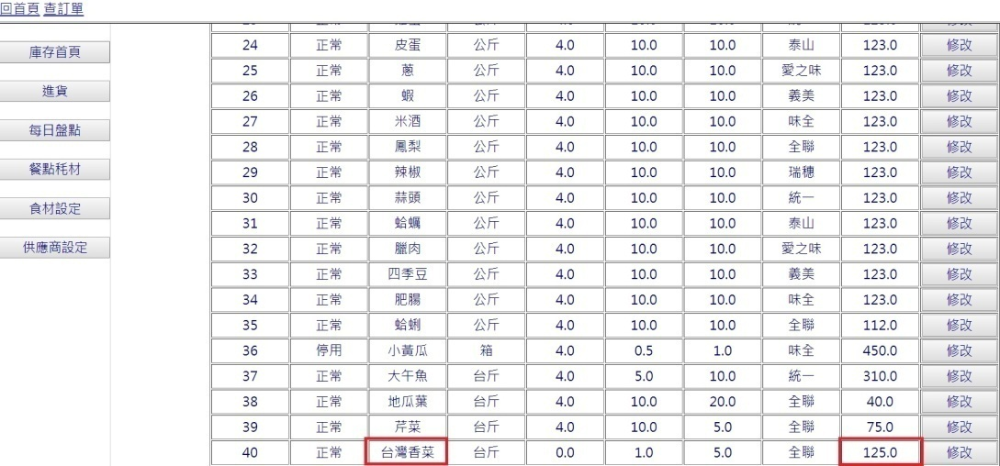 回首頁 查訂單
庫存首頁
進貨
每日盤點
餐點秏材
食材設定
供應商設定
24 正常 皮蛋 公斤 4.0 10.0 10.0 泰山 123.0 修改
25 正常 蔥 公斤 4.0 10.0 10.0 愛之味 123.0 修改
26 正常 蝦 公斤 4.0 10.0 10.0 義美 123.0 修改
27 正常 米酒 公斤 4.0 10.0 10.0 味全 123.0 修改
28 正常 鳳梨 公斤 4.0 10.0 10.0 全聯 123.0 修改
29 正常 辣椒 公斤 4.0 10.0 10.0 瑞穗 123.0 修改
30 正常 蒜頭 公斤 4.0 10.0 10.0 統一 123.0 修改
31 正常 蛤蠣 公斤 4.0 10.0 10.0 泰山 123.0 修改
32 正常 臘肉 公斤 4.0 10.0 10.0 愛之味 123.0 修改
33 正常 四季豆 公斤 4.0 10.0 10.0 義美 123.0 修改
34 正常 肥腸 公斤 4.0 10.0 10.0 味全 123.0 修改
35 正常 蛤蜊 公斤 4.0 10.0 10.0 全聯 112.0 修改
36 停用 小黃瓜 箱 4.0 0.5 1.0 味全 450.0 修改
37 正常 大午魚 台斤 4.0 5.0 10.0 統一 310.0 修改
38 正常 地瓜葉 台斤 4.0 10.0 20.0 全聯 40.0 修改
39 正常 芹菜 台斤 4.0 10.0 5.0 全聯 75.0 修改
40 正常 台灣香菜 台斤 0.0 1.0 5.0 全聯 125.0 修改